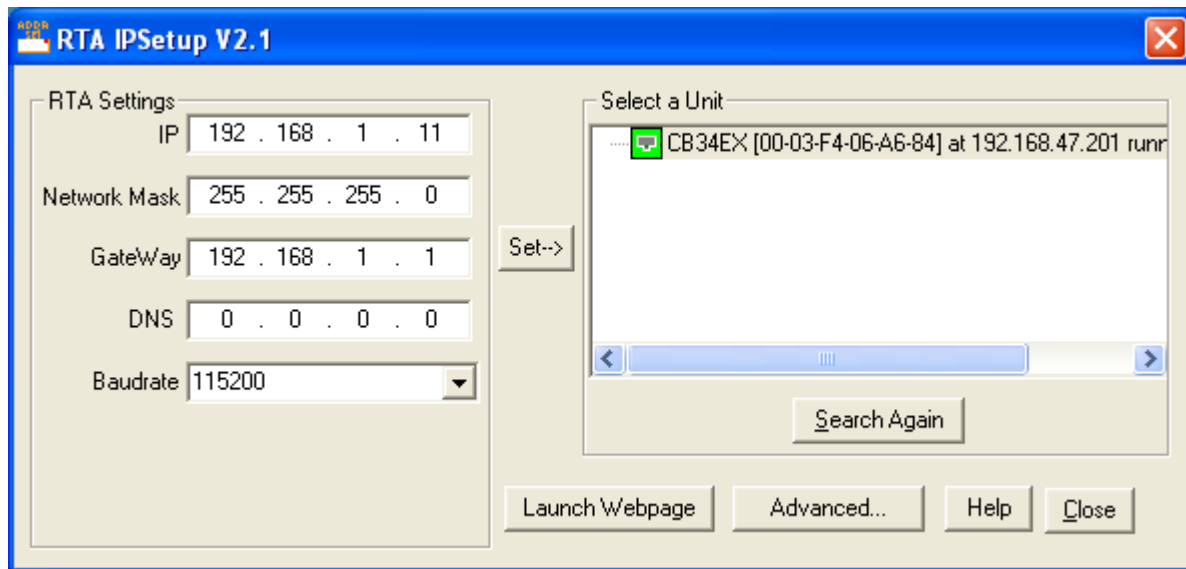 RTA IPSetup V2.1
RTA Settings
IP 192 . 168 . 1 . 11
Network Mask 255 . 255 . 255 . 0
GateWay 192 . 168 . 1 . 1
DNS 0 . 0 . 0 . 0
Baudrate 115200
Set-->
Select a Unit
CB34EX [00-03-F4-06-A6-84] at 192.168.47.201
Search Again
Launch Webpage
Advanced...
Help
Close